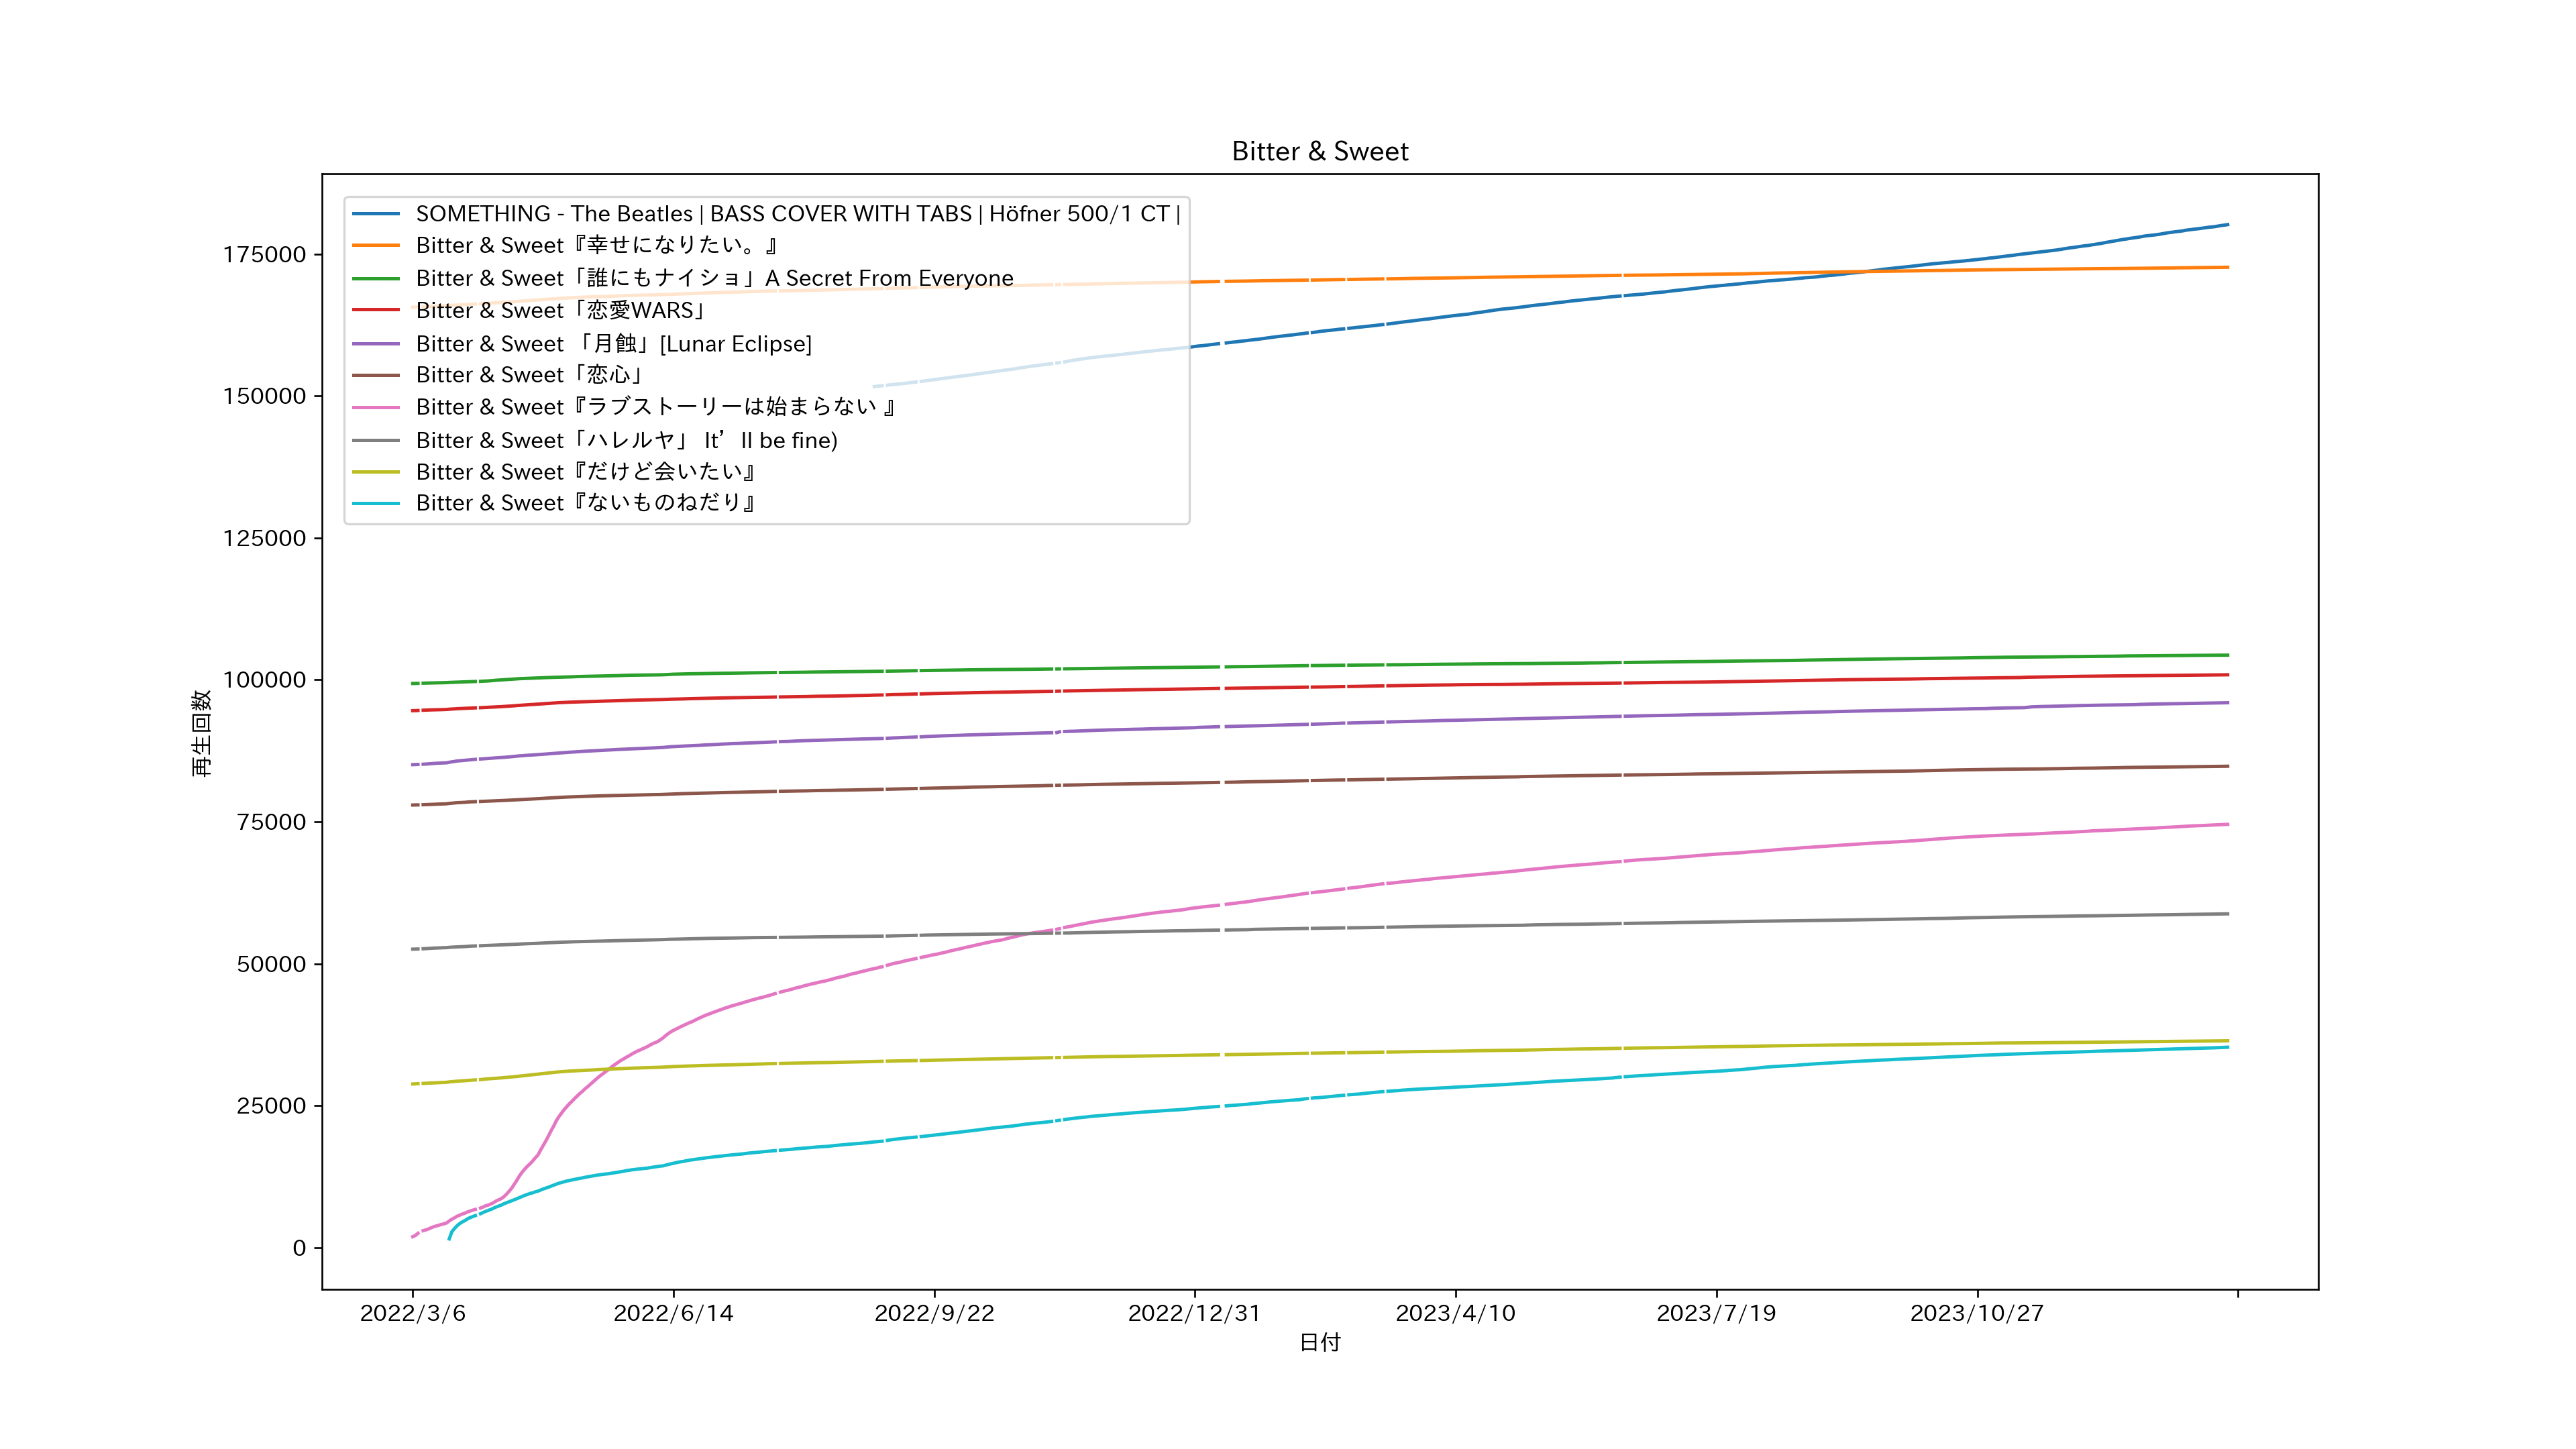 Bitter & Sweet
SOMETHING - The Beatles | BASS COVER WITH TABS | Höfner 500/1 CT |
Bitter & Sweet『幸せになりたい。』
Bitter & Sweet「誰にもナイショ」A Secret From Everyone
Bitter & Sweet「恋愛WARS」
Bitter & Sweet 「月蝕」[Lunar Eclipse]
Bitter & Sweet「恋心」
Bitter & Sweet『ラブストーリーは始まらない 』
Bitter & Sweet「ハレルヤ」 It’ll be fine)
Bitter & Sweet『だけど会いたい』
Bitter & Sweet『ないものねだり』
175000
150000
125000
100000
75000
50000
25000
0
再生回数
2022/3/6 2022/6/14 2022/9/22 2022/12/31 2023/4/10 2023/7/19 2023/10/27
日付